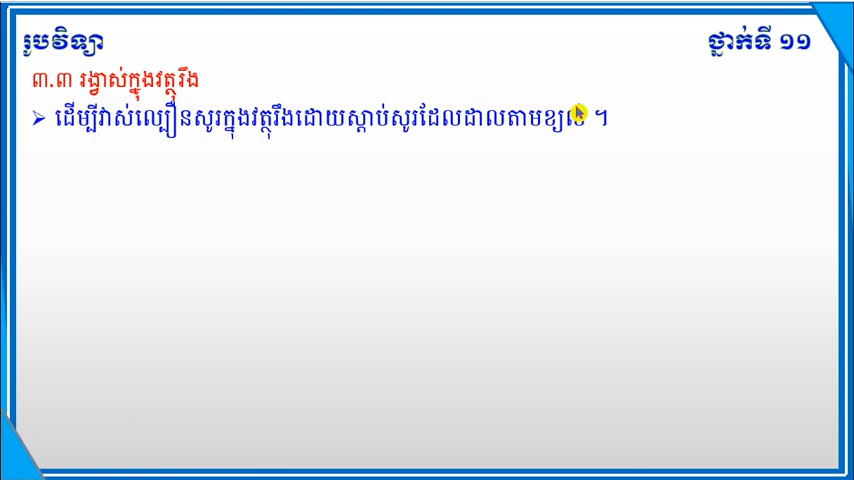 រូបវិទ្យា
ថ្នាក់ទី ១១
៣.៣ រង្វាស់ក្នុងវត្ថុរឹង
➢ ដើម្បីវាស់ល្បឿនសូរក្នុងវត្ថុរឹងដោយស្តាប់សូរដែលដាលតាមខ្យល់ ។